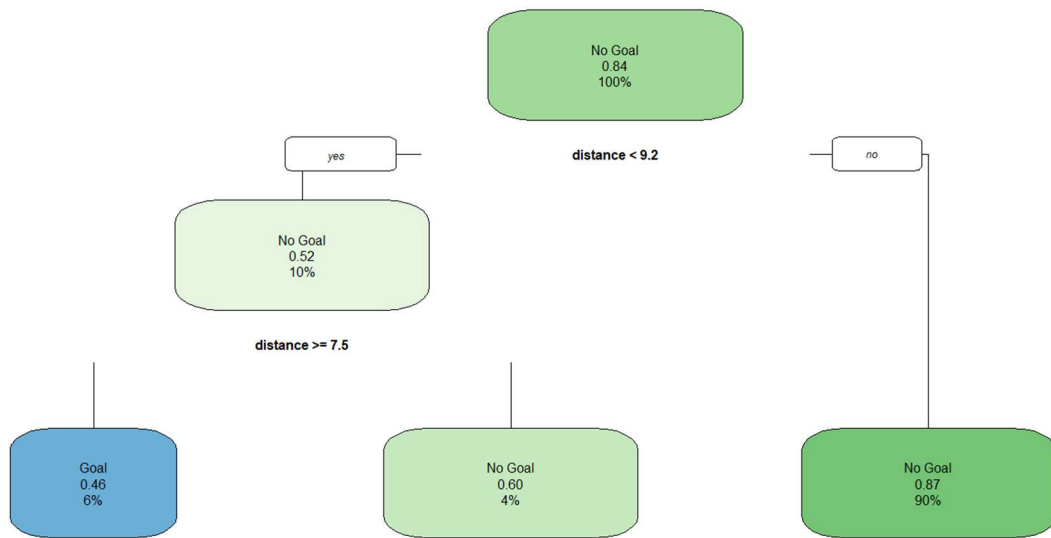 No Goal
0.84
100%
yes
distance < 9.2
no
No Goal
0.52
10%
distance >= 7.5
Goal
0.46
6%
No Goal
0.60
4%
No Goal
0.87
90%